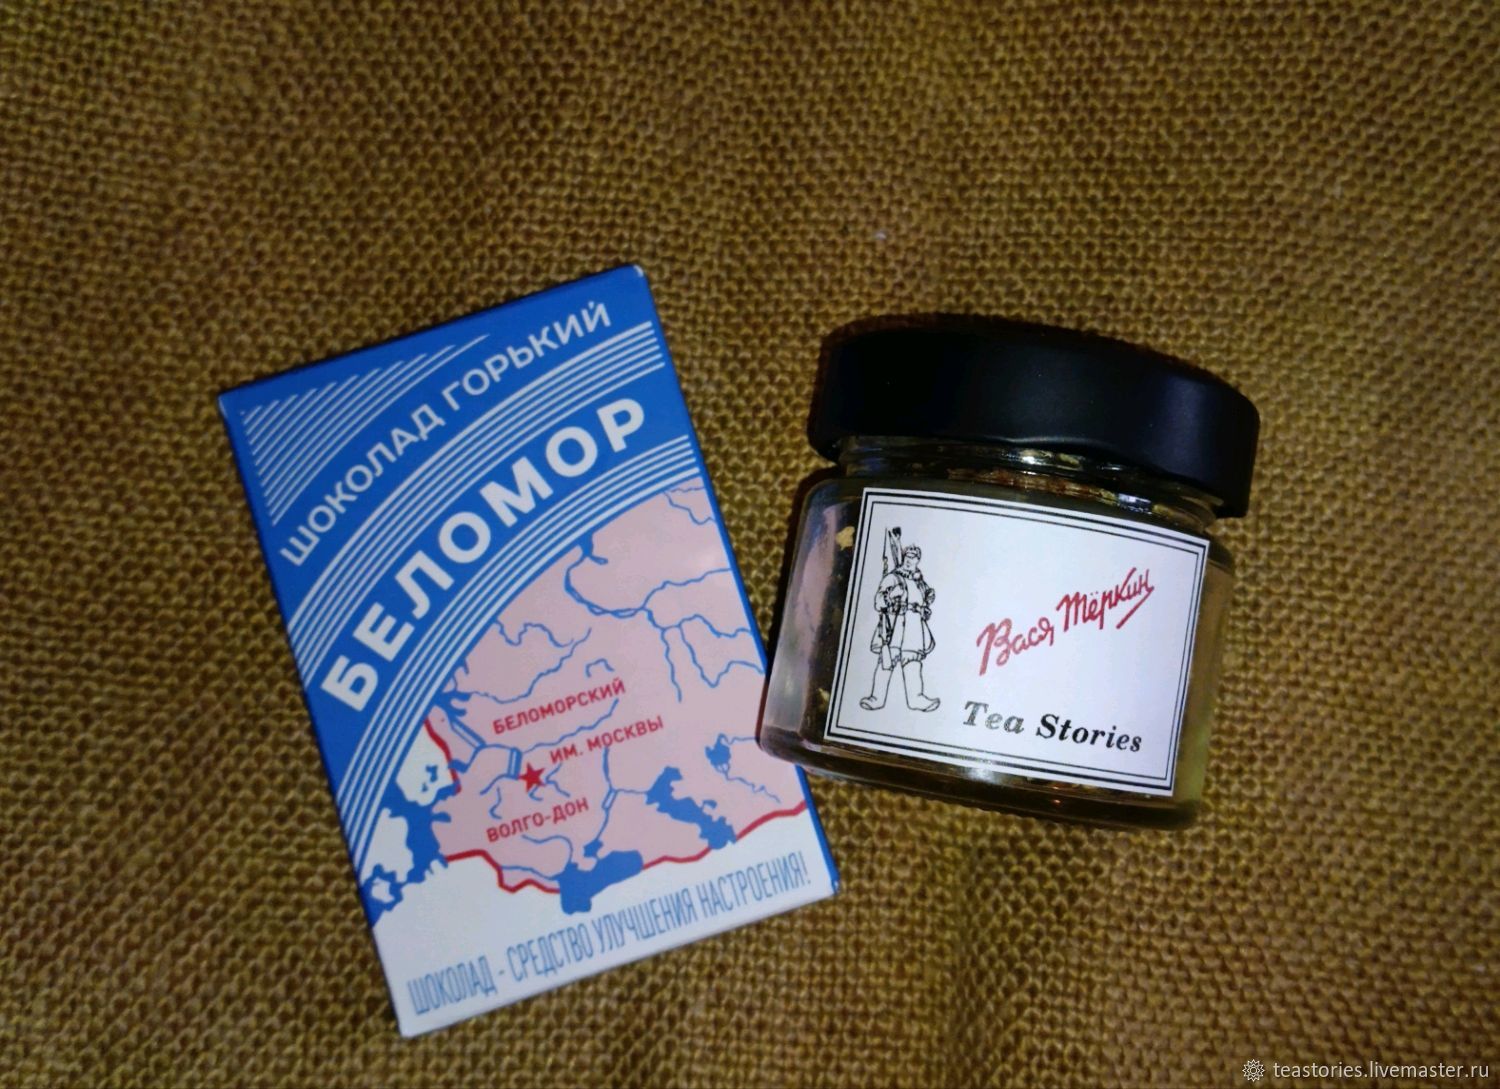 ШОКОЛАД ГОРЬКИЙ
БЕЛОМОР
БЕЛОМОРСКИЙ
ИМ. МОСКВЫ
ВОЛГО-ДОН
ШОКОЛАД - СРЕДСТВО УЛУЧШЕНИЯ НАСТРОЕНИЯ!
Вася Тёркин
Tea Stories
teastories.livemaster.ru